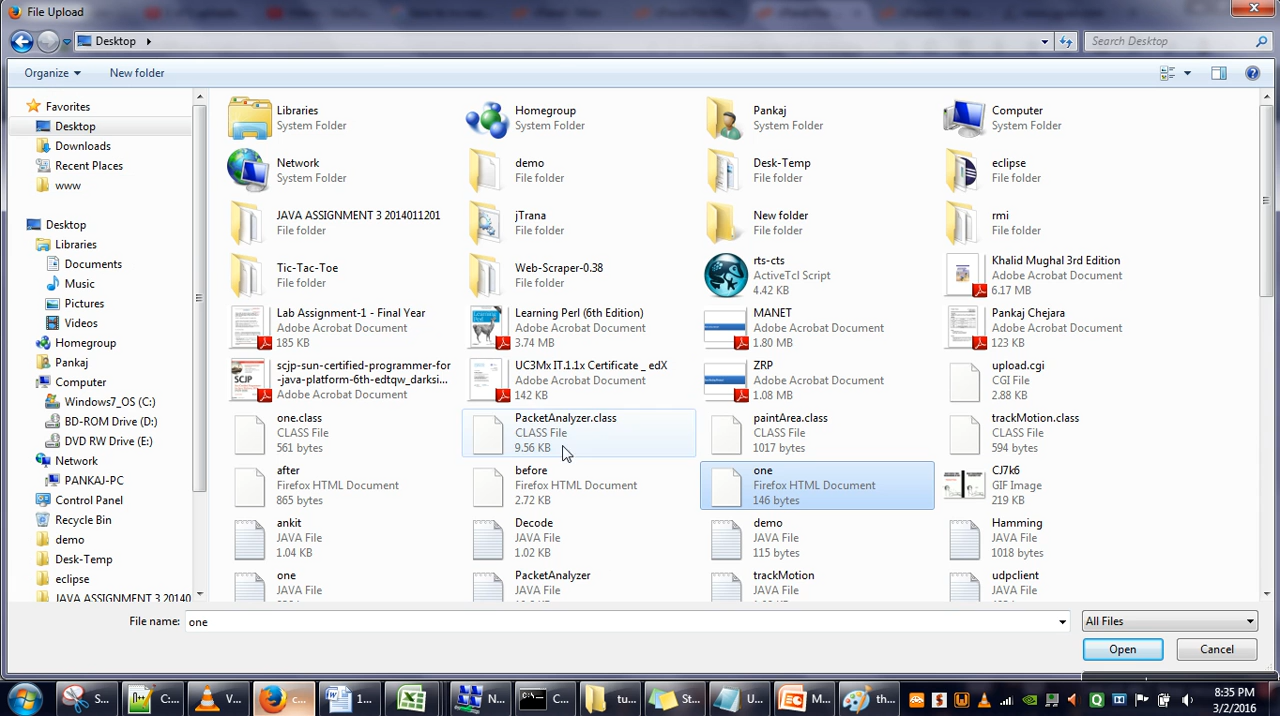 File Upload
Desktop
Search Desktop
Organize
New folder
Favorites
Desktop
Downloads
Recent Places
www
Desktop
Libraries
Documents
Music
Pictures
Videos
Homegroup
Pankaj
Computer
Windows7_OS (C:)
BD-ROM Drive (D:)
DVD RW Drive (E:)
Network
PANKAJ-PC
Control Panel
Recycle Bin
demo
Desk-Temp
eclipse
JAVA ASSIGNMENT 3 201401120
Libraries
System Folder
Homegroup
System Folder
Pankaj
System Folder
Computer
System Folder
Network
System Folder
demo
File folder
Desk-Temp
File folder
eclipse
File folder
JAVA ASSIGNMENT 3 2014011201
File folder
jTrana
File folder
New folder
File folder
rmi
File folder
Tic-Tac-Toe
File folder
Web-Scraper-0.38
File folder
rts-cts
ActiveTcl Script
4.42 KB
Khalid Mughal 3rd Edition
Adobe Acrobat Document
6.17 MB
Lab Assignment-1 - Final Year
Adobe Acrobat Document
185 KB
Learning Perl (6th Edition)
Adobe Acrobat Document
3.74 MB
MANET
Adobe Acrobat Document
1.80 MB
Pankaj Chejara
Adobe Acrobat Document
123 KB
scjp-sun-certified-programmer-for
-java-platform-6th-edtqw_darksi...
Adobe Acrobat Document
UC3Mx IT.1.1x Certificate _ edX
Adobe Acrobat Document
142 KB
ZRP
Adobe Acrobat Document
1.08 MB
upload.cgi
CGI File
2.88 KB
one.class
CLASS File
561 bytes
PacketAnalyzer.class
CLASS File
9.56 KB
paintArea.class
CLASS File
1017 bytes
trackMotion.class
CLASS File
594 bytes
after
Firefox HTML Document
865 bytes
before
Firefox HTML Document
2.72 KB
one
Firefox HTML Document
146 bytes
CJ7k6
GIF Image
219 KB
ankit
JAVA File
1.04 KB
Decode
JAVA File
1.02 KB
demo
JAVA File
115 bytes
Hamming
JAVA File
1018 bytes
one
JAVA File
PacketAnalyzer
JAVA File
trackMotion
JAVA File
udpclient
JAVA File
File name:
one
All Files
Open
Cancel
S...
C:...
V...
c...
1...
N...
C...
tu...
St...
U...
M...
th...
8:35 PM
3/2/2016